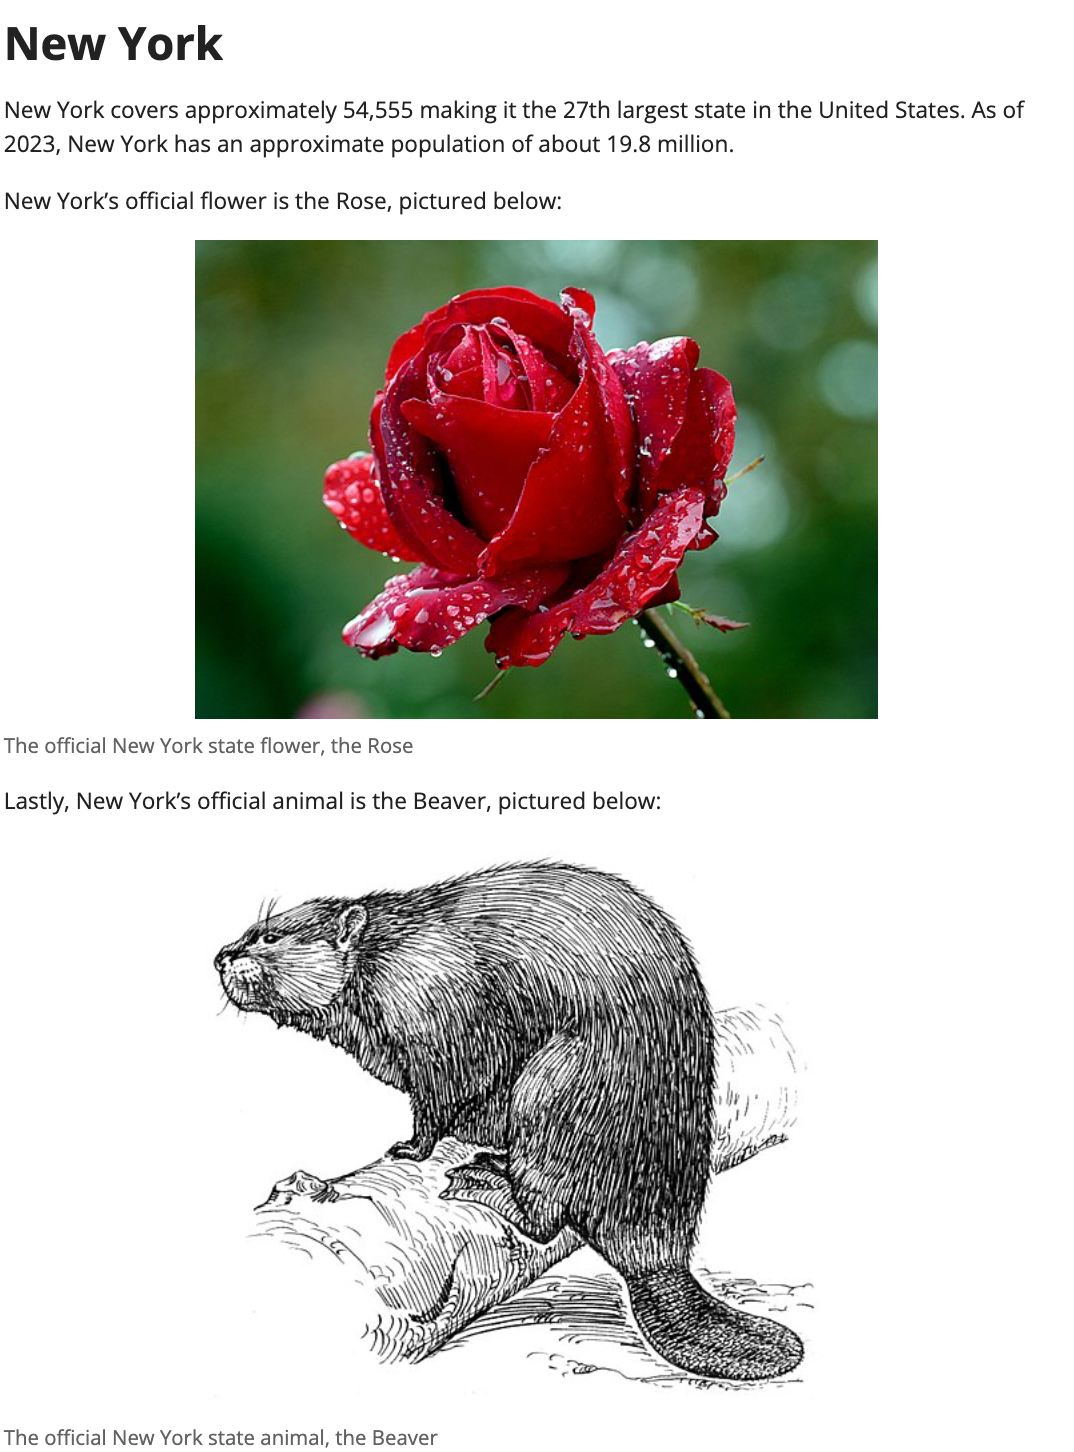 New York
New York covers approximately 54,555 making it the 27th largest state in the United States. As of
2023, New York has an approximate population of about 19.8 million.
New York’s official flower is the Rose, pictured below:
The official New York state flower, the Rose
Lastly, New York’s official animal is the Beaver, pictured below:
The official New York state animal, the Beaver